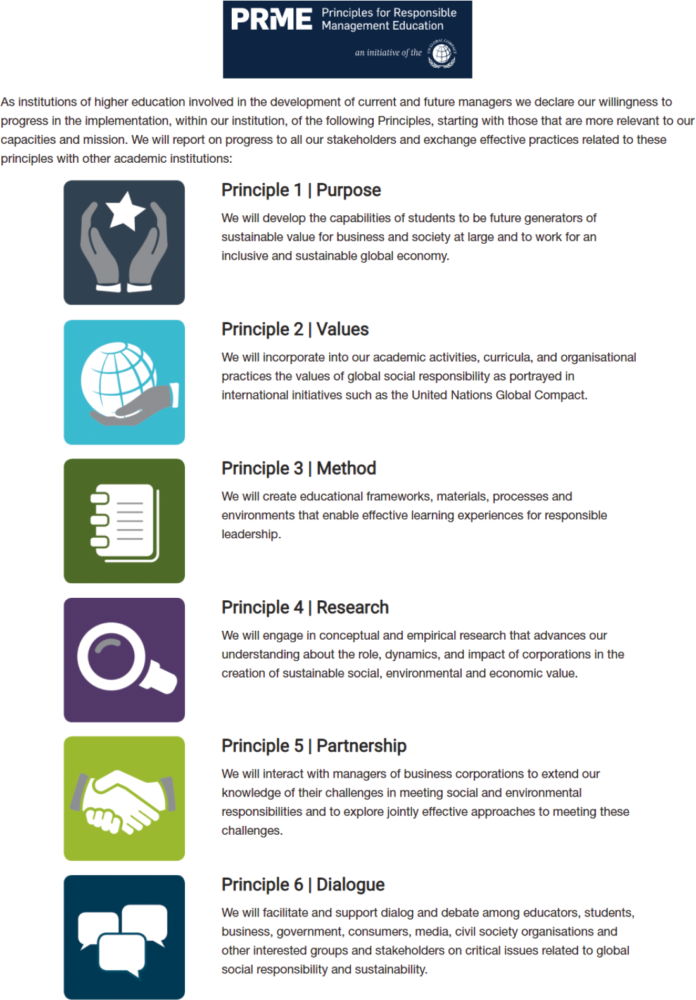 PRME Principles for Responsible
Management Education
an initiative of the
UN GLOBAL COMPACT
As institutions of higher education involved in the development of current and future managers we declare our willingness to
progress in the implementation, within our institution, of the following Principles, starting with those that are more relevant to our
capacities and mission. We will report on progress to all our stakeholders and exchange effective practices related to these
principles with other academic institutions:
Principle 1 | Purpose
We will develop the capabilities of students to be future generators of
sustainable value for business and society at large and to work for an
inclusive and sustainable global economy.
Principle 2 | Values
We will incorporate into our academic activities, curricula, and organisational
practices the values of global social responsibility as portrayed in
international initiatives such as the United Nations Global Compact.
Principle 3 | Method
We will create educational frameworks, materials, processes and
environments that enable effective learning experiences for responsible
leadership.
Principle 4 | Research
We will engage in conceptual and empirical research that advances our
understanding about the role, dynamics, and impact of corporations in the
creation of sustainable social, environmental and economic value.
Principle 5 | Partnership
We will interact with managers of business corporations to extend our
knowledge of their challenges in meeting social and environmental
responsibilities and to explore jointly effective approaches to meeting these
challenges.
Principle 6 | Dialogue
We will facilitate and support dialog and debate among educators, students,
business, government, consumers, media, civil society organisations and
other interested groups and stakeholders on critical issues related to global
social responsibility and sustainability.